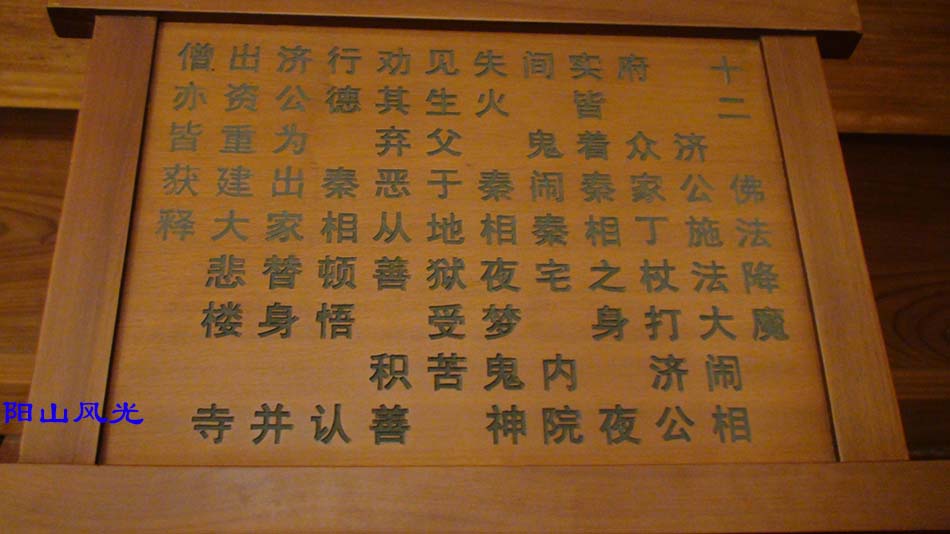 十二 佛法降魔
济公施法大闹相
府 众家丁杖打济公
实皆着秦相之身 夜
间 鬼闹秦宅 内院
失火 秦相夜梦鬼神
见生父于地狱受苦
劝其弃恶从善 积善
行德 秦相顿悟 认
济公为出家替身 并
出资重建大悲楼 寺
僧亦皆获释
阳山风光